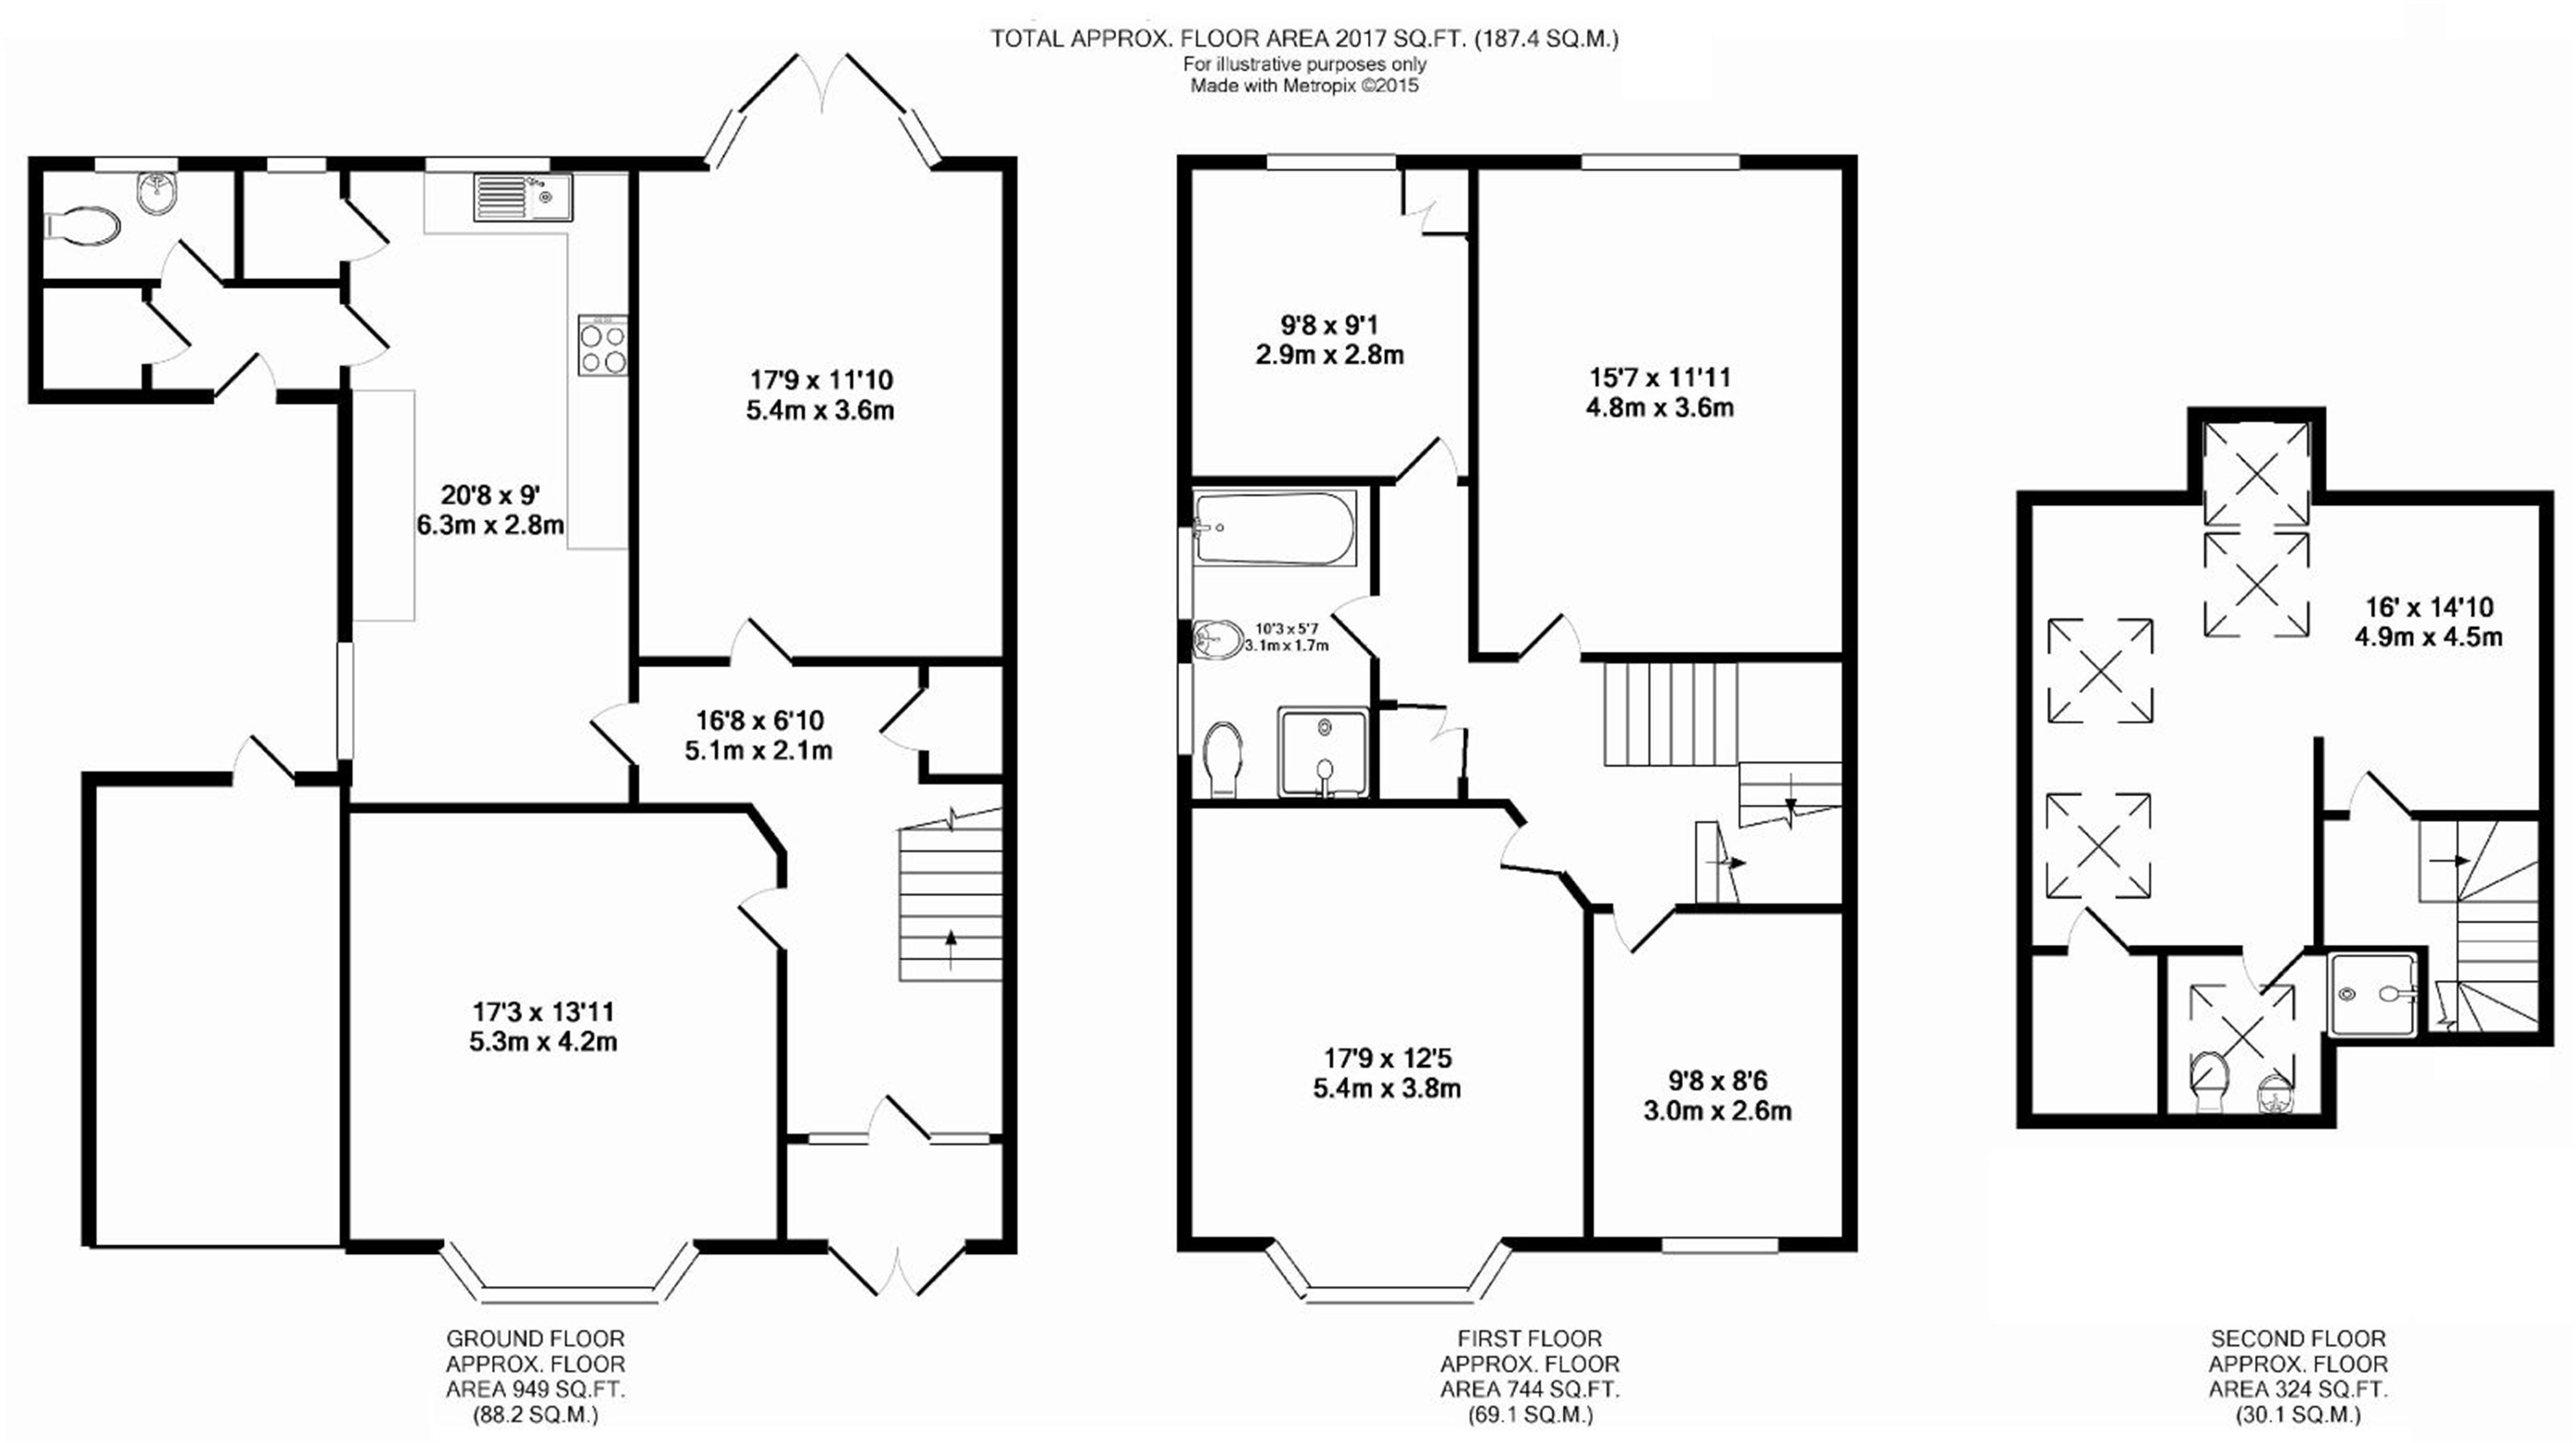 TOTAL APPROX. FLOOR AREA 2017 SQ.FT. (187.4 SQ.M.)
For illustrative purposes only
Made with Metropix ©2015
20'8 x 9'
6.3m x 2.8m
17'9 x 11'10
5.4m x 3.6m
16'8 x 6'10
5.1m x 2.1m
17'3 x 13'11
5.3m x 4.2m
GROUND FLOOR
APPROX. FLOOR
AREA 949 SQ.FT.
(88.2 SQ.M.)
9'8 x 9'1
2.9m x 2.8m
15'7 x 11'11
4.8m x 3.6m
10'3 x 5'7
3.1m x 1.7m
17'9 x 12'5
5.4m x 3.8m
9'8 x 8'6
3.0m x 2.6m
FIRST FLOOR
APPROX. FLOOR
AREA 744 SQ.FT.
(69.1 SQ.M.)
16' x 14'10
4.9m x 4.5m
SECOND FLOOR
APPROX. FLOOR
AREA 324 SQ.FT.
(30.1 SQ.M.)